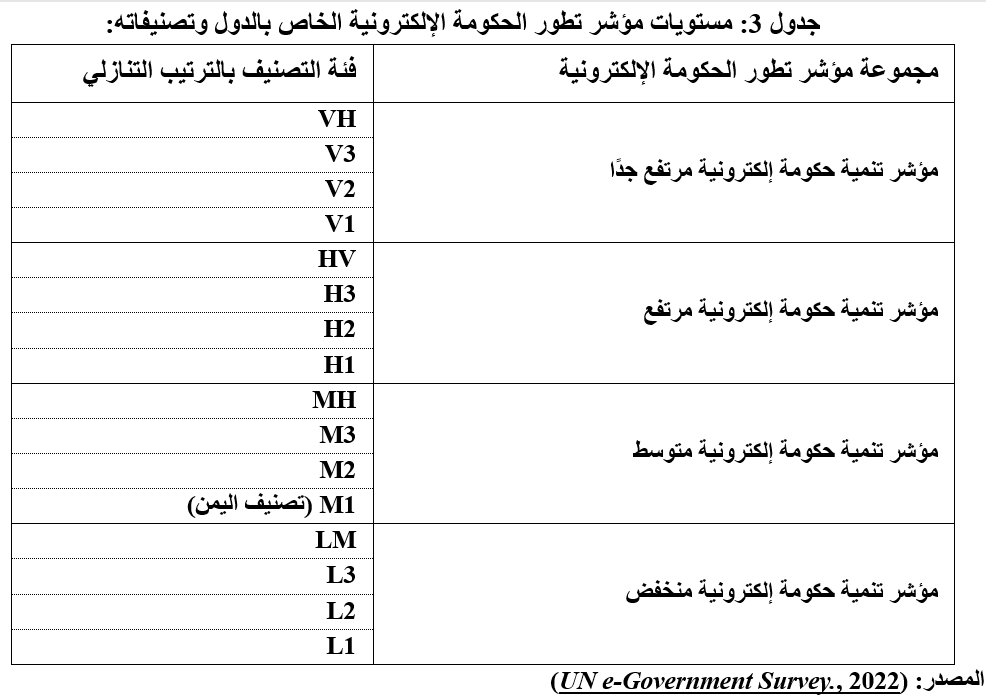 جدول 3: مستويات مؤشر تطور الحكومة الإلكترونية الخاص بالدول وتصنيفاته:
مجموعة مؤشر تطور الحكومة الإلكترونية
فئة التصنيف بالترتيب التنازلي
مؤشر تنمية حكومة إلكترونية مرتفع جدًا
VH
V3
V2
V1
مؤشر تنمية حكومة إلكترونية مرتفع
HV
H3
H2
H1
مؤشر تنمية حكومة إلكترونية متوسط
MH
M3
M2
M1 (تصنيف اليمن)
مؤشر تنمية حكومة إلكترونية منخفض
LM
L3
L2
L1
المصدر: (UN e-Government Survey., 2022)